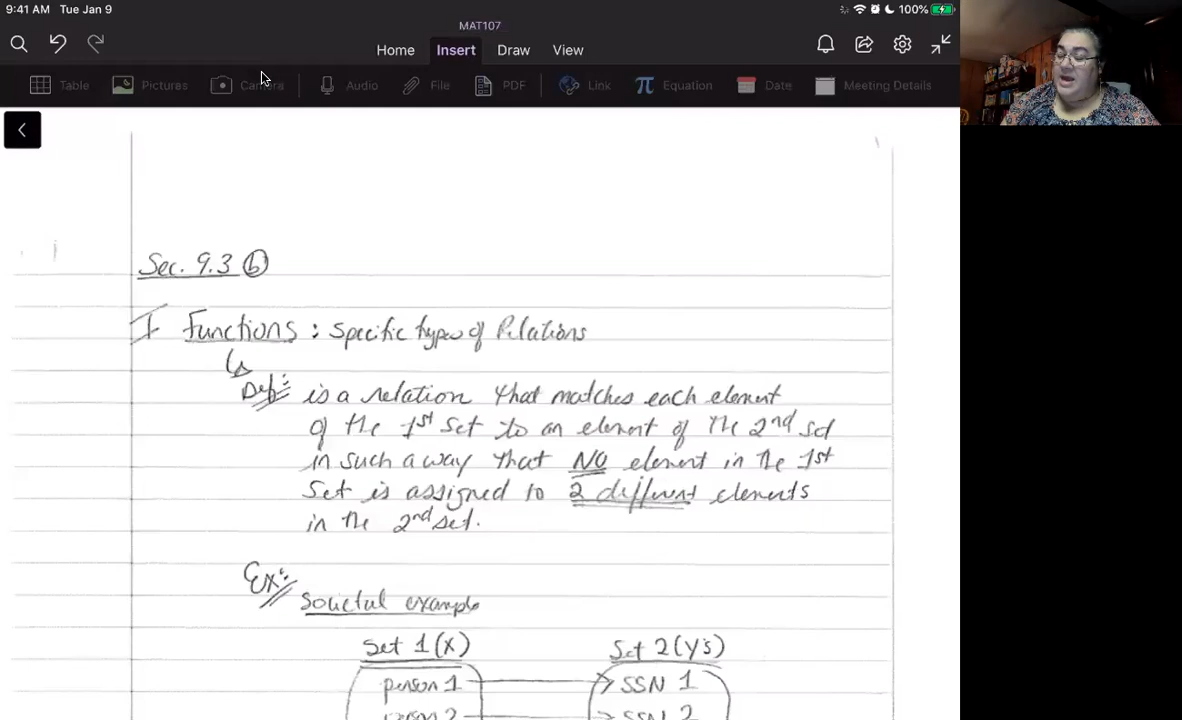 9:41 AM Tue Jan 9
100%
MAT107
Home Insert Draw View
Table Pictures Camera Audio File PDF Link Equation Date Meeting Details
Sec. 9.3 b
I Functions: Specific types of Relations
Def: is a relation that matches each element
of the 1st Set to an element of the 2nd set
in such a way that NO element in the 1st
Set is assigned to 2 different elements
in the 2nd set.
Ex:
Societal example
Set 1 (X) Set 2 (Y's)
person 1 SSN 1
person 2 SSN 2